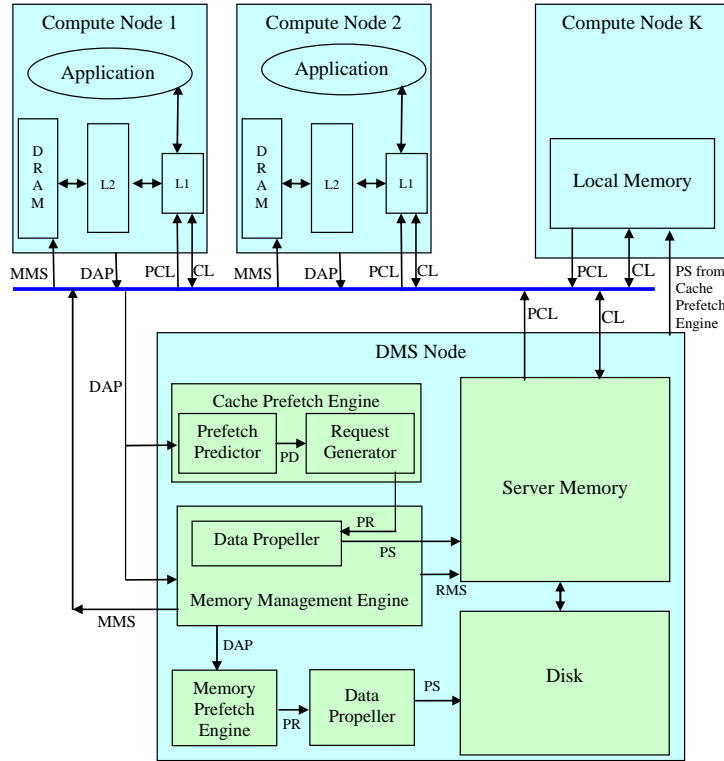 Compute Node 1
Compute Node 2
Compute Node K
Application
Application
D
R
A
M
L2
L1
D
R
A
M
L2
L1
Local Memory
MMS
DAP
PCL
CL
MMS
DAP
PCL
CL
PCL
CL
PS from
Cache
Prefetch
Engine
PCL
CL
DMS Node
DAP
Cache Prefetch Engine
Prefetch
Predictor
PD
Request
Generator
Server Memory
PR
Data Propeller
PS
Memory Management Engine
RMS
MMS
DAP
Memory
Prefetch
Engine
PR
Data
Propeller
PS
Disk